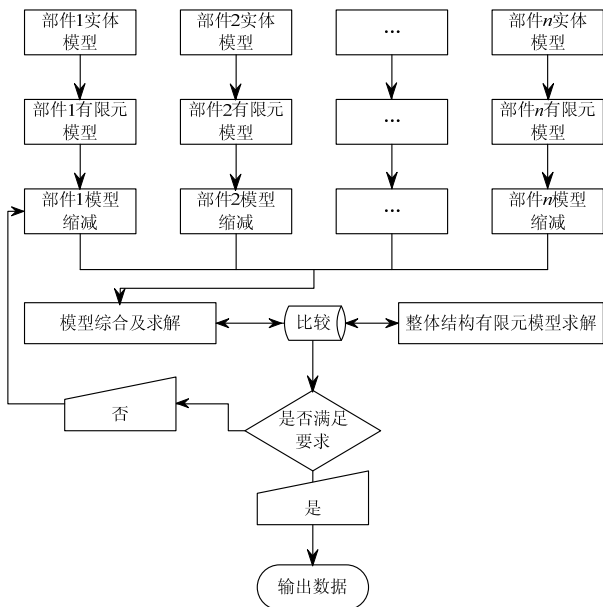 部件1实体
模型
部件2实体
模型
...
部件n实体
模型
部件1有限元
模型
部件2有限元
模型
...
部件n有限元
模型
部件1模型
缩减
部件2模型
缩减
...
部件n模型
缩减
模型综合及求解
比较
整体结构有限元模型求解
否
是否满足
要求
是
输出数据